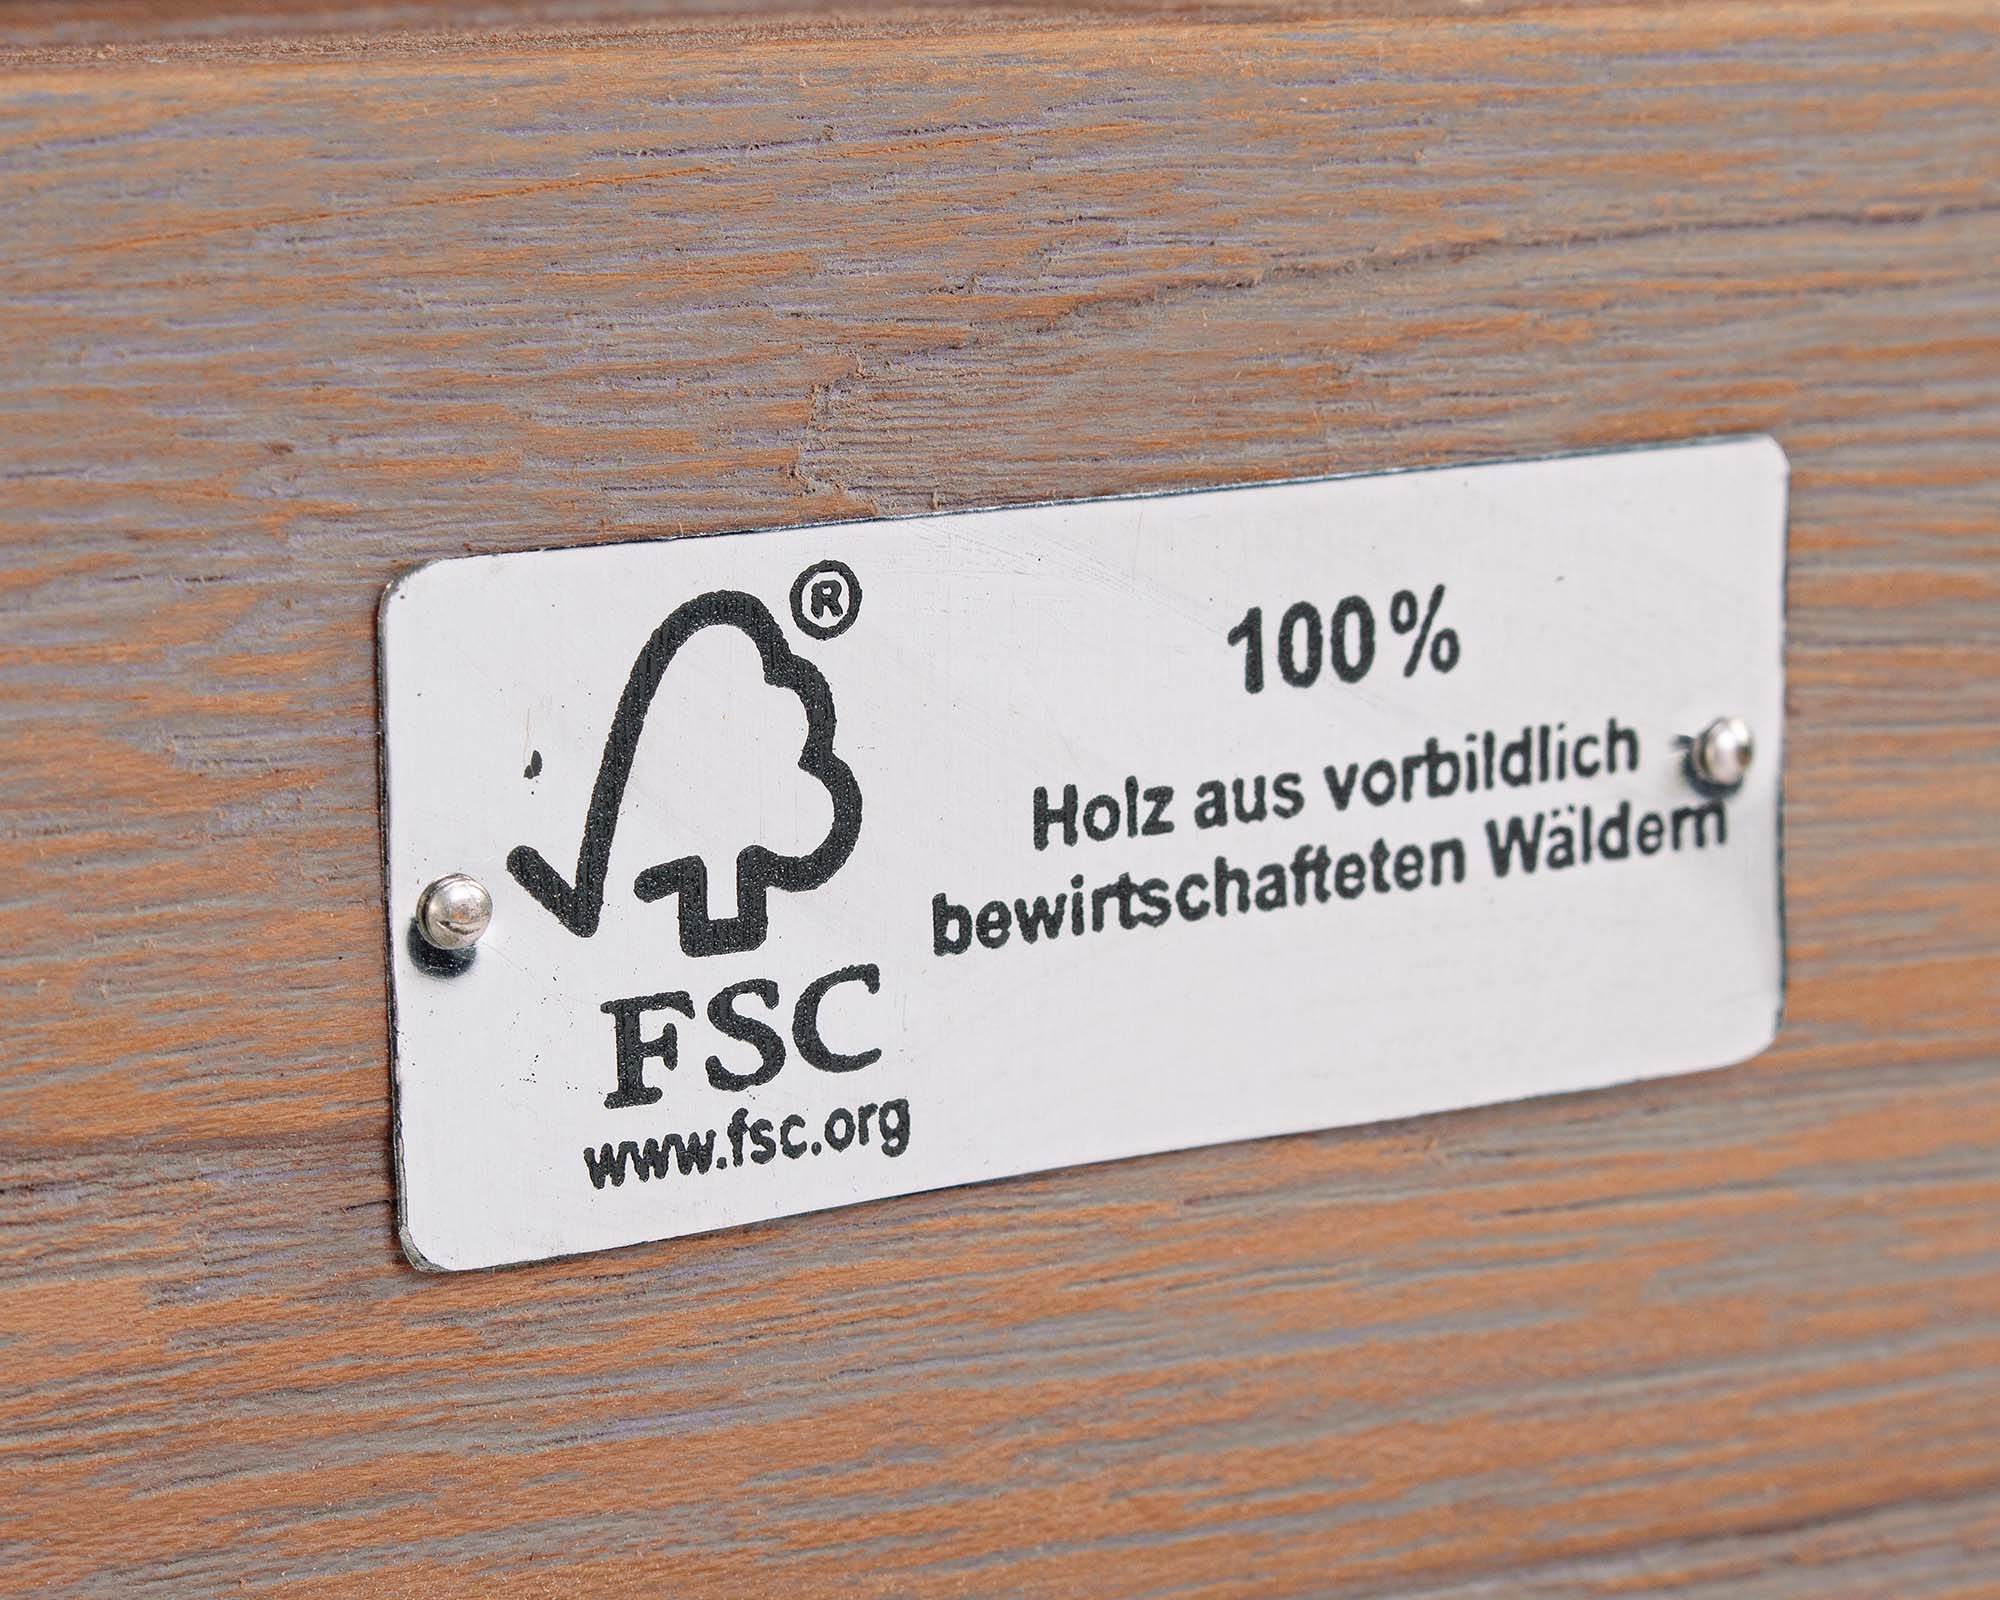 ®
100%
Holz aus vorbildlich
bewirtschafteten Wäldern
FSC
www.fsc.org